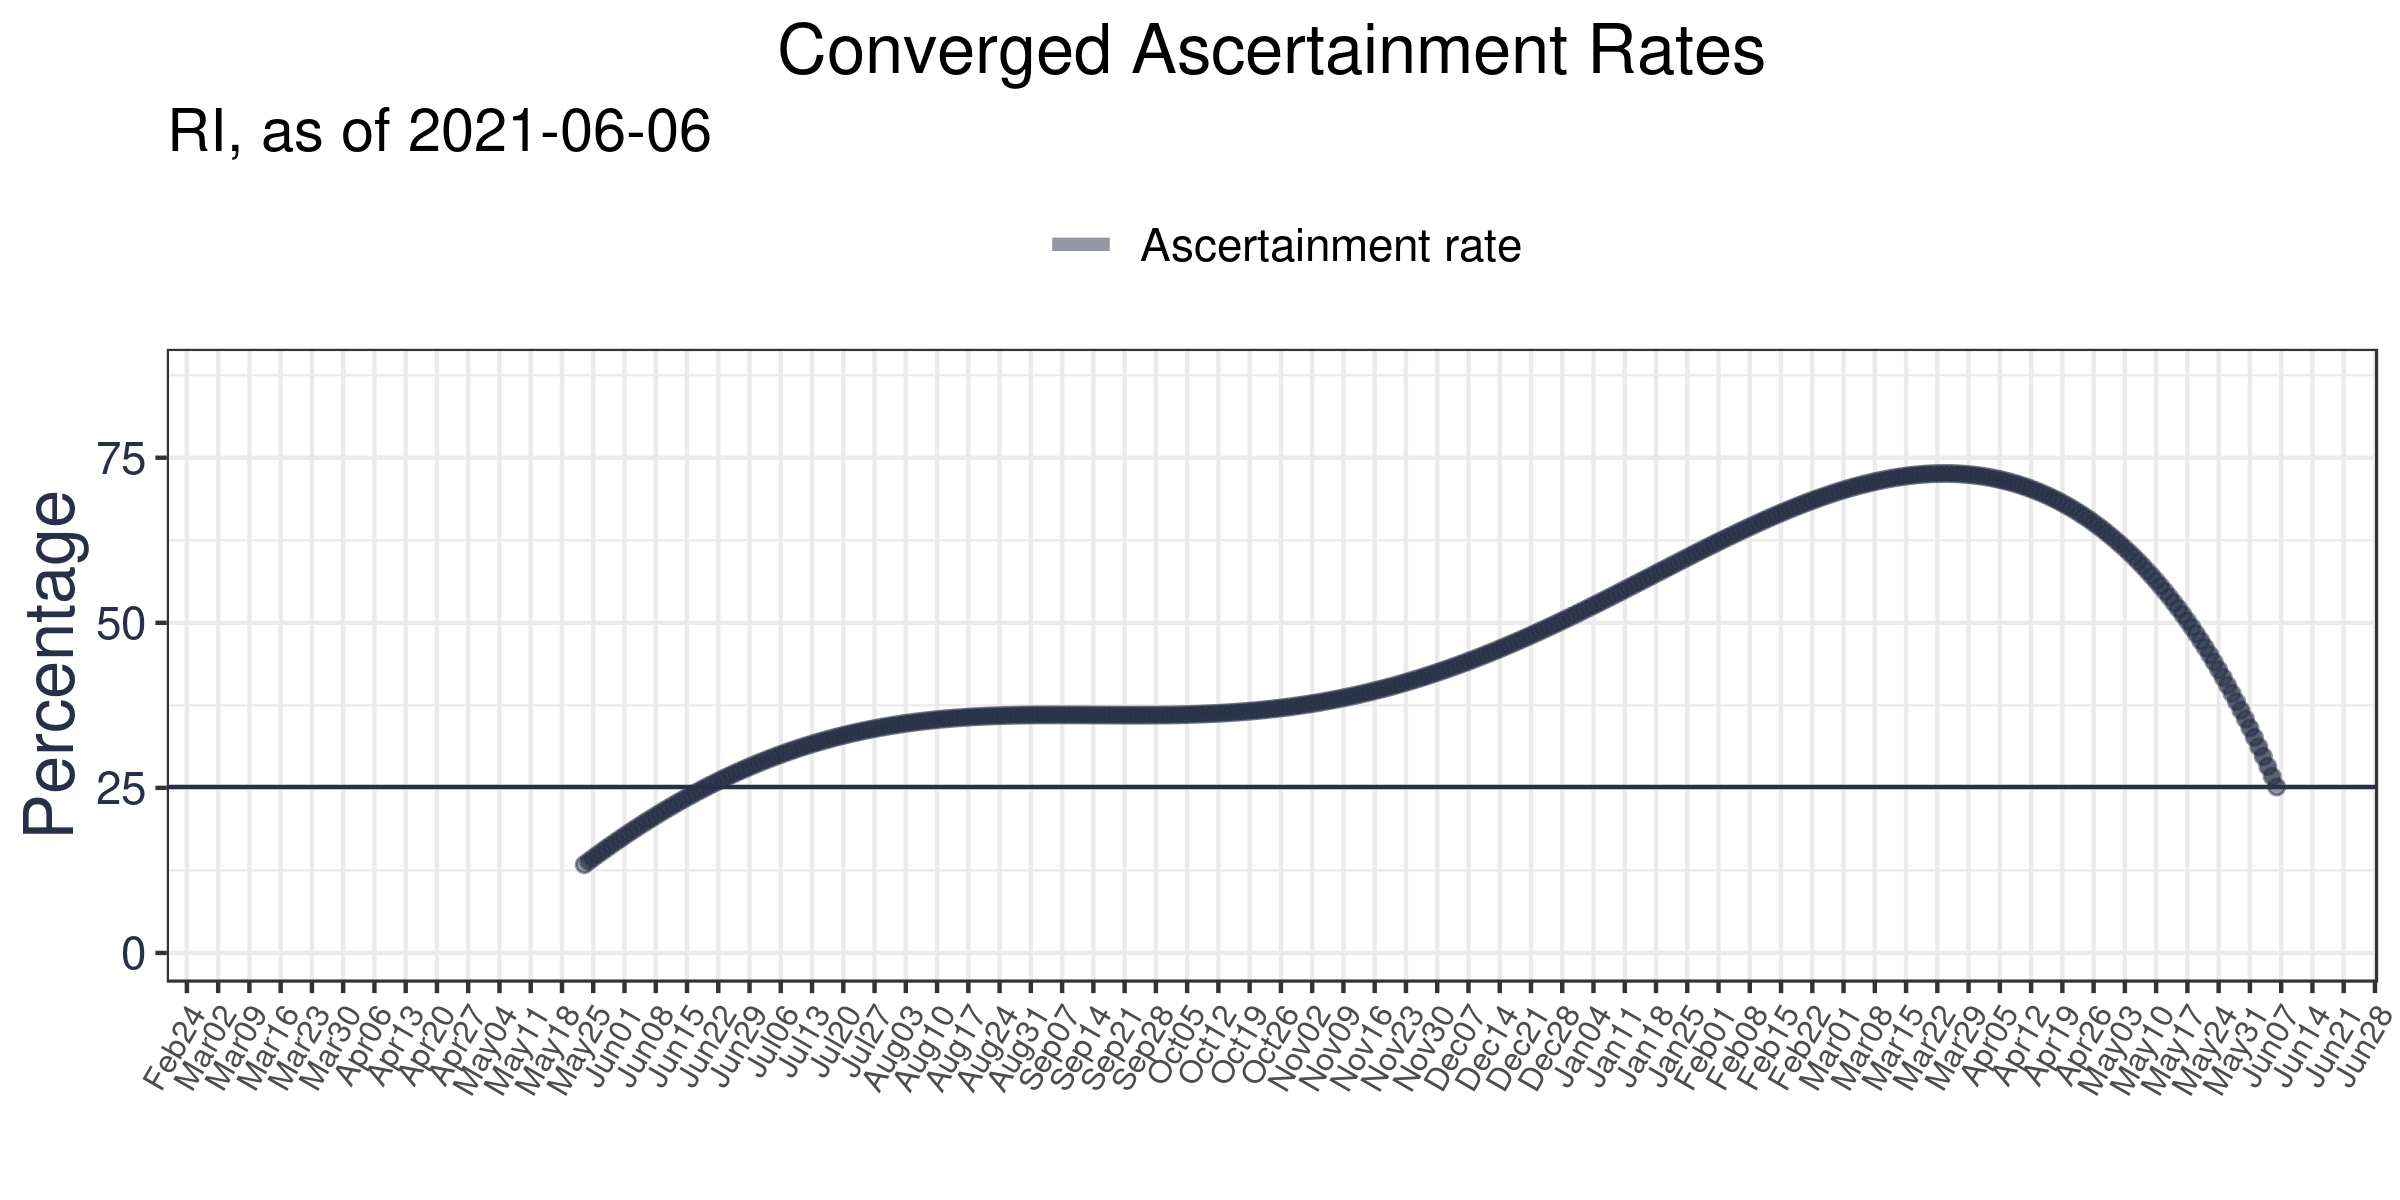 Converged Ascertainment Rates
RI, as of 2021-06-06
Ascertainment rate
Percentage
75
50
25
0
Feb24
Mar02
Mar09
Mar16
Mar23
Mar30
Apr06
Apr13
Apr20
Apr27
May04
May11
May18
May25
Jun01
Jun08
Jun15
Jun22
Jun29
Jul06
Jul13
Jul20
Jul27
Aug03
Aug10
Aug17
Aug24
Aug31
Sep07
Sep14
Sep21
Sep28
Oct05
Oct12
Oct19
Oct26
Nov02
Nov09
Nov16
Nov23
Nov30
Dec07
Dec14
Dec21
Dec28
Jan04
Jan11
Jan18
Jan25
Feb01
Feb08
Feb15
Feb22
Mar01
Mar08
Mar15
Mar22
Mar29
Apr05
Apr12
Apr19
Apr26
May03
May10
May17
May24
May31
Jun07
Jun14
Jun21
Jun28